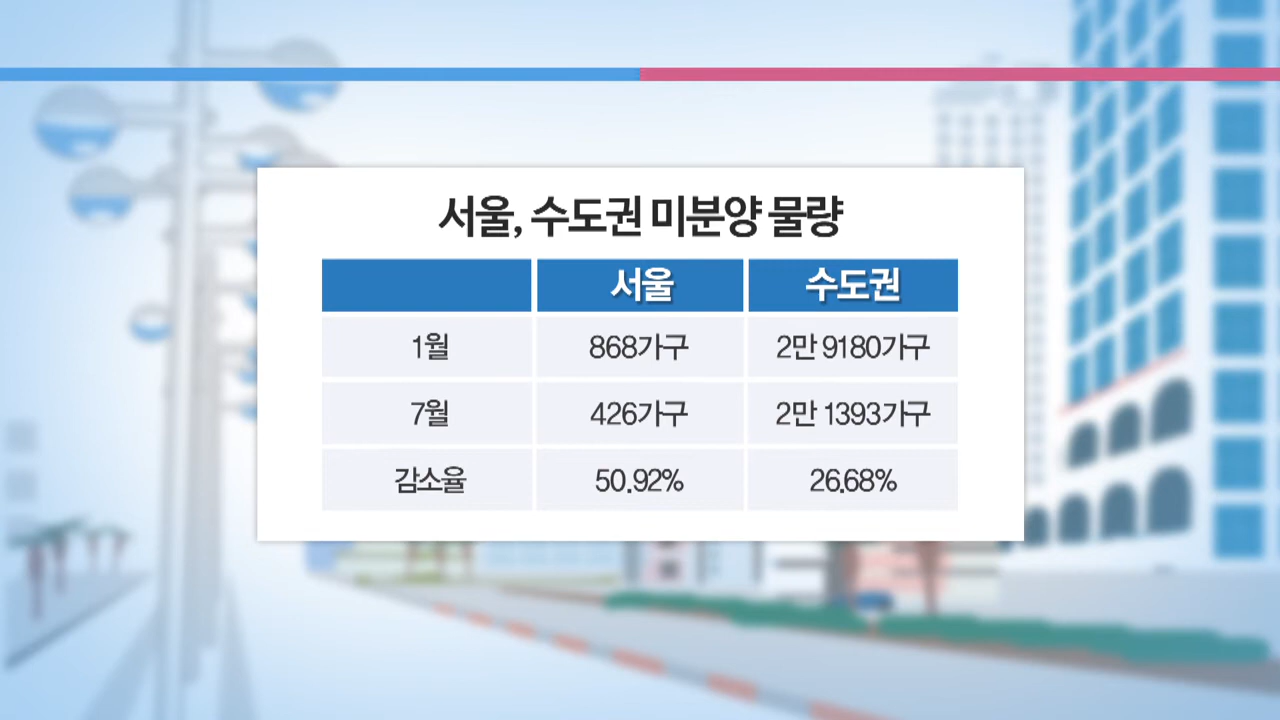 서울, 수도권 미분양 물량
서울 수도권
1월 868가구 2만 9180가구
7월 426가구 2만 1393가구
감소율 50.92% 26.68%